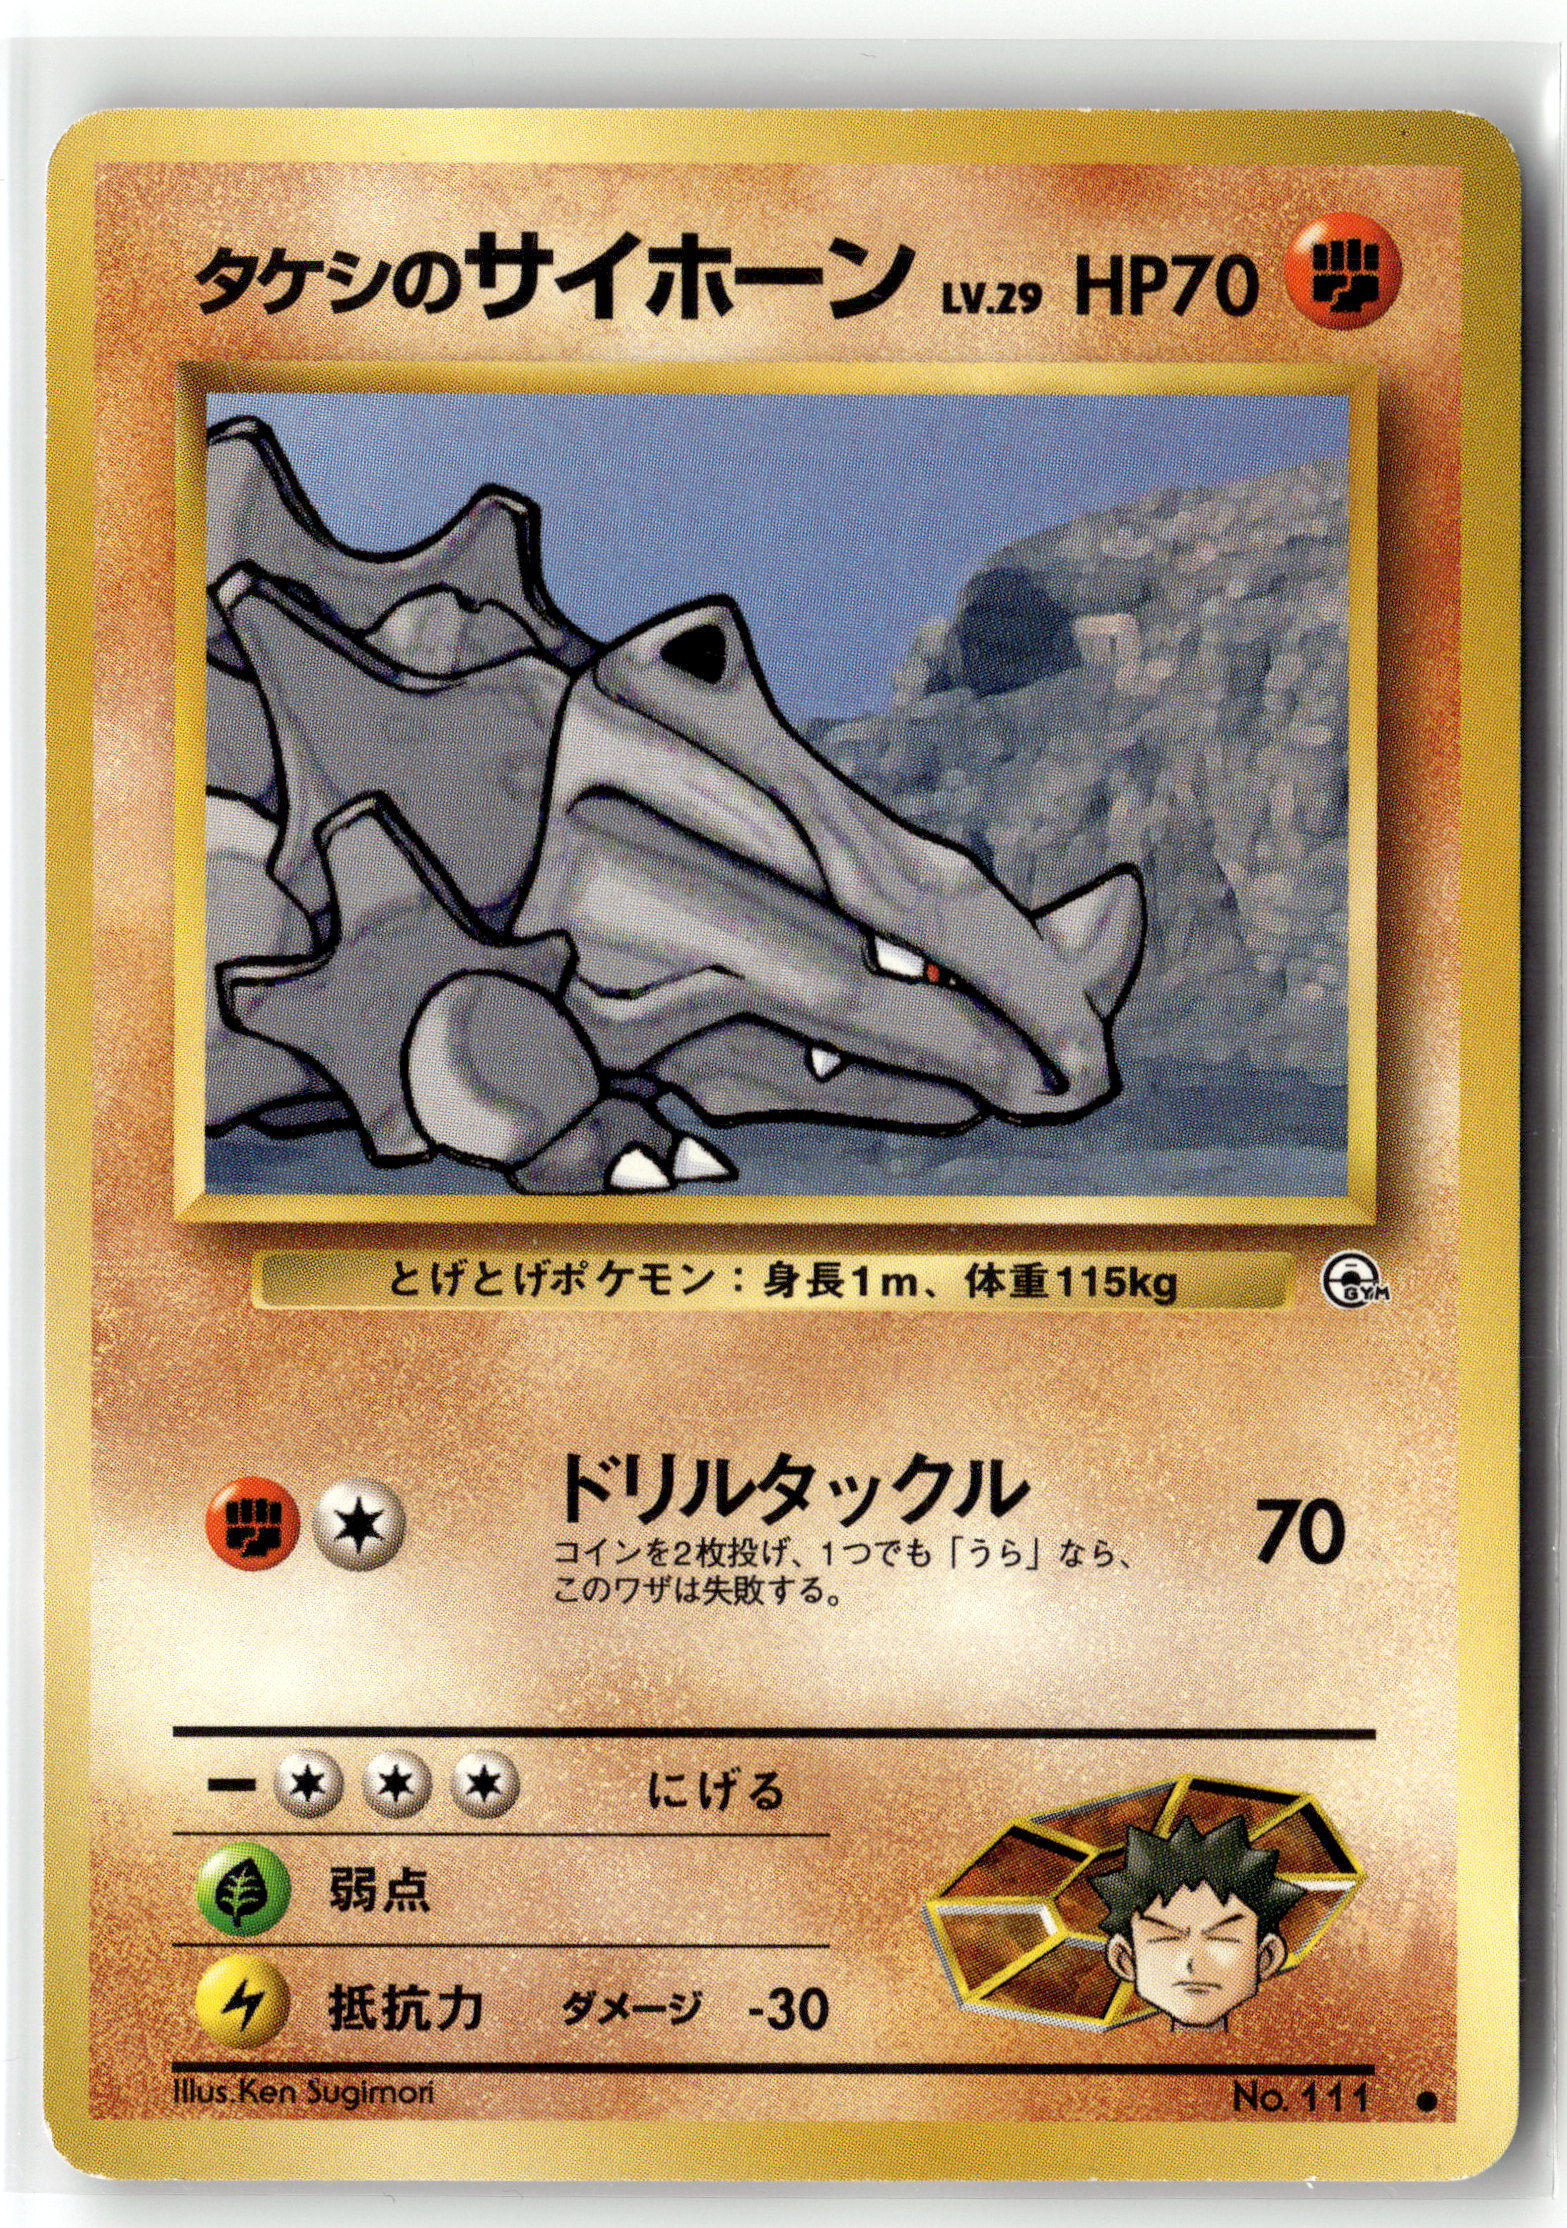 タケシのサイホーン LV.29 HP70
とげとげポケモン：身長1m、体重115kg
GYM
ドリルタックル 70
コインを2枚投げ、1つでも「うら」なら、
このワザは失敗する。
ー にげる
弱点
抵抗力 ダメージ -30
Illus.Ken Sugimori No. 111 ●